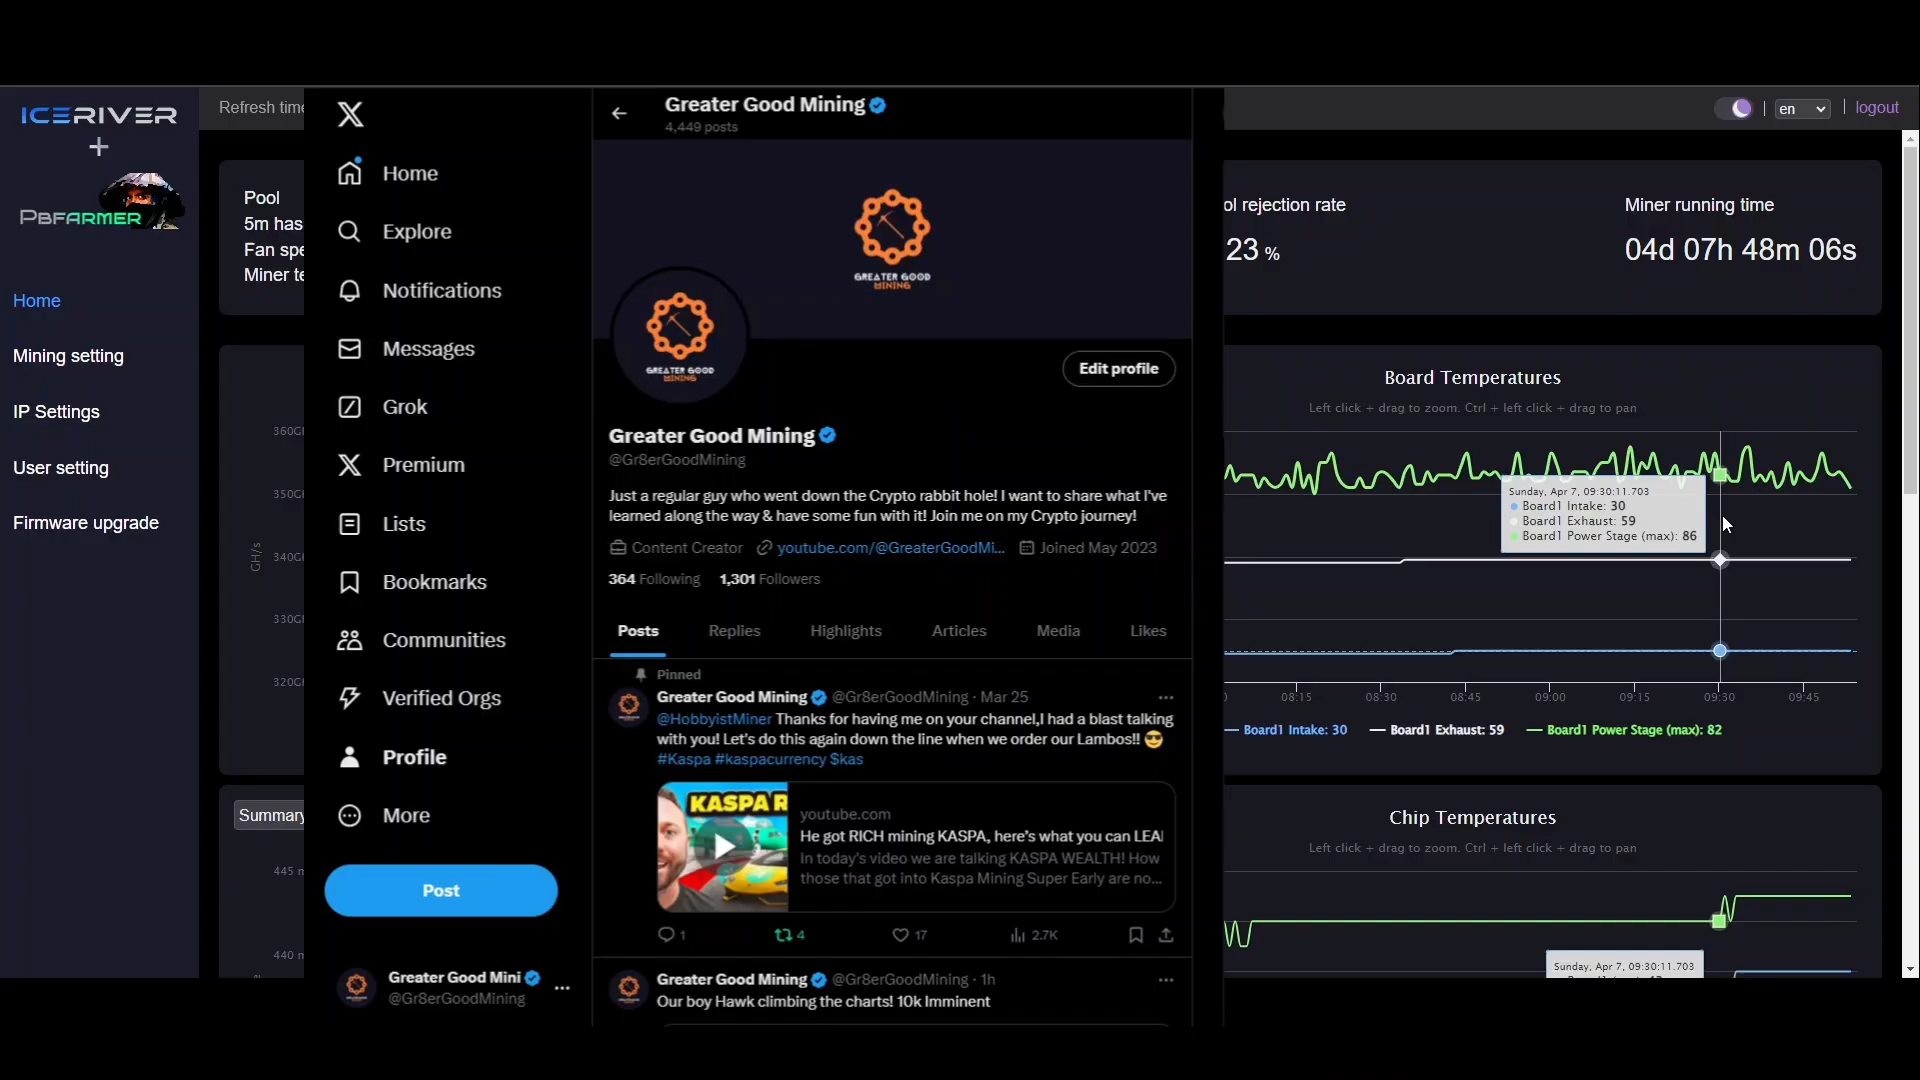 ICERIVER
+
PBFARMER
Home
Mining setting
IP Settings
User setting
Firmware upgrade
Refresh time
Pool
5m has
Fan spe
Miner te
360G
350G
340G
330G
320G
GH/s
Summary
445 m
440 m
Home
Explore
Notifications
Messages
Grok
Premium
Lists
Bookmarks
Communities
Verified Orgs
Profile
More
Post
Greater Good Mini
@Gr8erGoodMining
Greater Good Mining
4,449 posts
GREATER GOOD
MINING
GREATER GOOD
MINING
Edit profile
Greater Good Mining
@Gr8erGoodMining
Just a regular guy who went down the Crypto rabbit hole! I want to share what I've
learned along the way & have some fun with it! Join me on my Crypto journey!
Content Creator youtube.com/@GreaterGoodMi... Joined May 2023
364 Following 1,301 Followers
Posts Replies Highlights Articles Media Likes
Pinned
Greater Good Mining @Gr8erGoodMining · Mar 25
@HobbyistMiner Thanks for having me on your channel,I had a blast talking
with you! Let's do this again down the line when we order our Lambos!! 😎
#Kaspa #kaspacurrency $kas
KASPA R
youtube.com
He got RICH mining KASPA, here's what you can LEA
In today's video we are talking KASPA WEALTH! How
those that got into Kaspa Mining Super Early are no...
1 4 17 2.7K
Greater Good Mining @Gr8erGoodMining · 1h
Our boy Hawk climbing the charts! 10k Imminent
en logout
ol rejection rate
23 %
Miner running time
04d 07h 48m 06s
Board Temperatures
Left click + drag to zoom. Ctrl + left click + drag to pan
Sunday, Apr 7, 09:30:11.703
Board1 Intake: 30
Board1 Exhaust: 59
Board1 Power Stage (max): 86
08:15 08:30 08:45 09:00 09:15 09:30 09:45
Board1 Intake: 30 Board1 Exhaust: 59 Board1 Power Stage (max): 82
Chip Temperatures
Left click + drag to zoom. Ctrl + left click + drag to pan
Sunday, Apr 7, 09:30:11.703